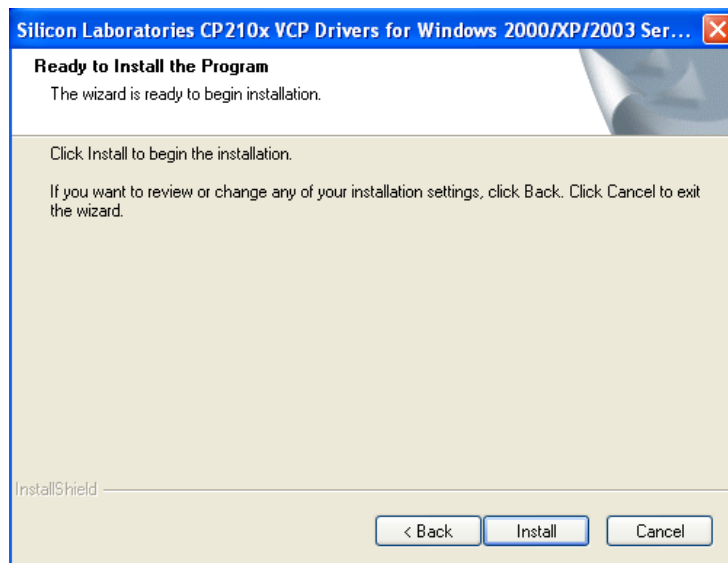 Silicon Laboratories CP210x VCP Drivers for Windows 2000/XP/2003 Ser...
Ready to Install the Program
The wizard is ready to begin installation.
Click Install to begin the installation.
If you want to review or change any of your installation settings, click Back. Click Cancel to exit
the wizard.
InstallShield
< Back Install Cancel